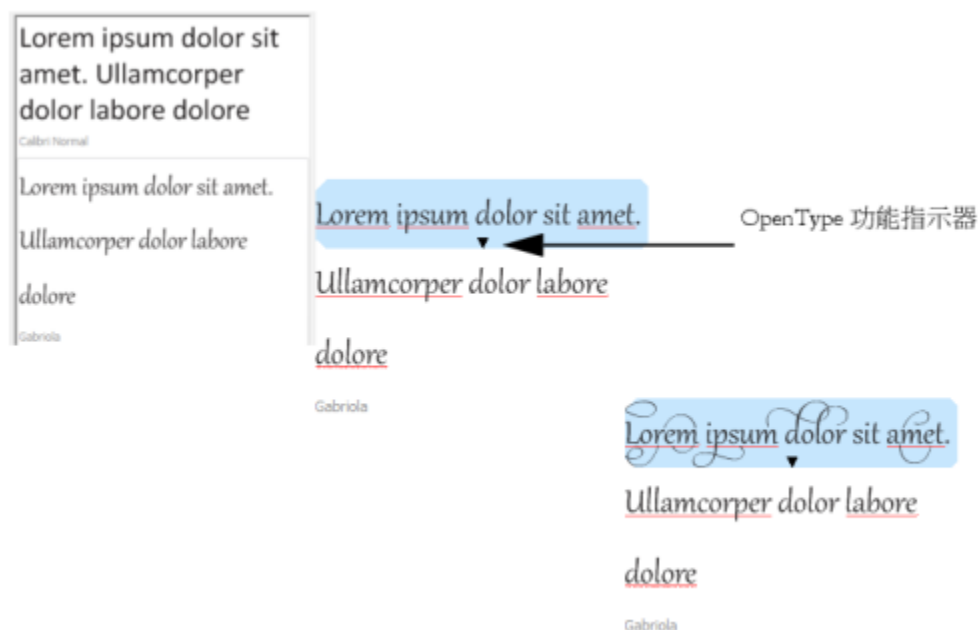 Lorem ipsum dolor sit
amet. Ullamcorper
dolor labore dolore
Calibri Normal
Lorem ipsum dolor sit amet.
Ullamcorper dolor labore
dolore
Gabriola
Lorem ipsum dolor sit amet.
Ullamcorper dolor labore
dolore
Gabriola
OpenType 功能指示器
Lorem ipsum dolor sit amet.
Ullamcorper dolor labore
dolore
Gabriola